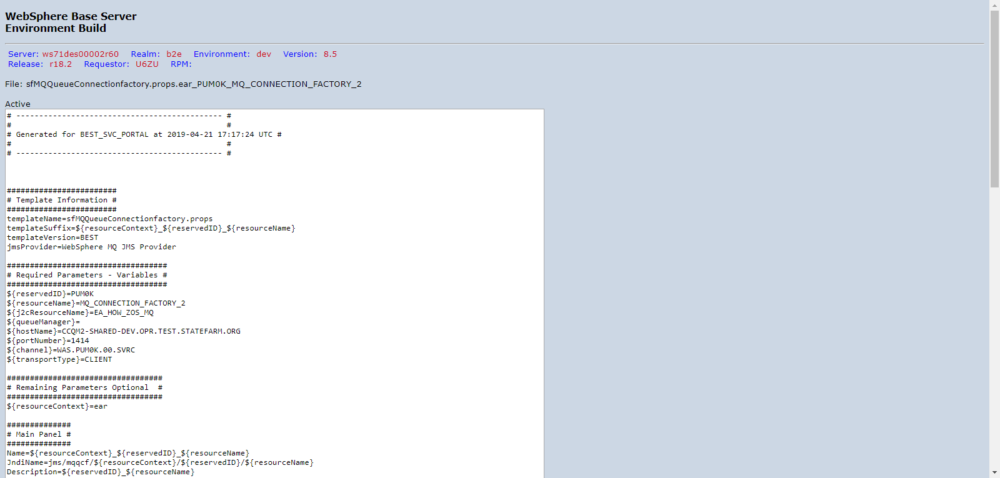 WebSphere Base Server
Environment Build
Server: ws71des00002r60 Realm: b2e Environment: dev Version: 8.5
Release: r18.2 Requestor: U6ZU RPM:
File: sfMQQueueConnectionfactory.props.ear_PUM0K_MQ_CONNECTION_FACTORY_2
Active
# --------------------------------------------- #
# #
# Generated for BEST_SVC_PORTAL at 2019-04-21 17:17:24 UTC #
# #
# --------------------------------------------- #
########################
# Template Information #
########################
templateName=sfMQQueueConnectionfactory.props
templateSuffix=${resourceContext}_${reservedID}_${resourceName}
templateVersion=BEST
jmsProvider=WebSphere MQ JMS Provider
###################################
# Required Parameters - Variables #
###################################
${reservedID}=PUM0K
${resourceName}=MQ_CONNECTION_FACTORY_2
${j2cResourceName}=EA_HOW_ZOS_MQ
${queueManager}=
${hostName}=CCQM2-SHARED-DEV.OPR.TEST.STATEFARM.ORG
${portNumber}=1414
${channel}=WAS.PUM0K.00.SVRC
${transportType}=CLIENT
##################################
# Remaining Parameters Optional  #
##################################
${resourceContext}=ear
##############
# Main Panel #
##############
Name=${resourceContext}_${reservedID}_${resourceName}
JndiName=jms/mqqcf/${resourceContext}/${reservedID}/${resourceName}
Description=${reservedID}_${resourceName}